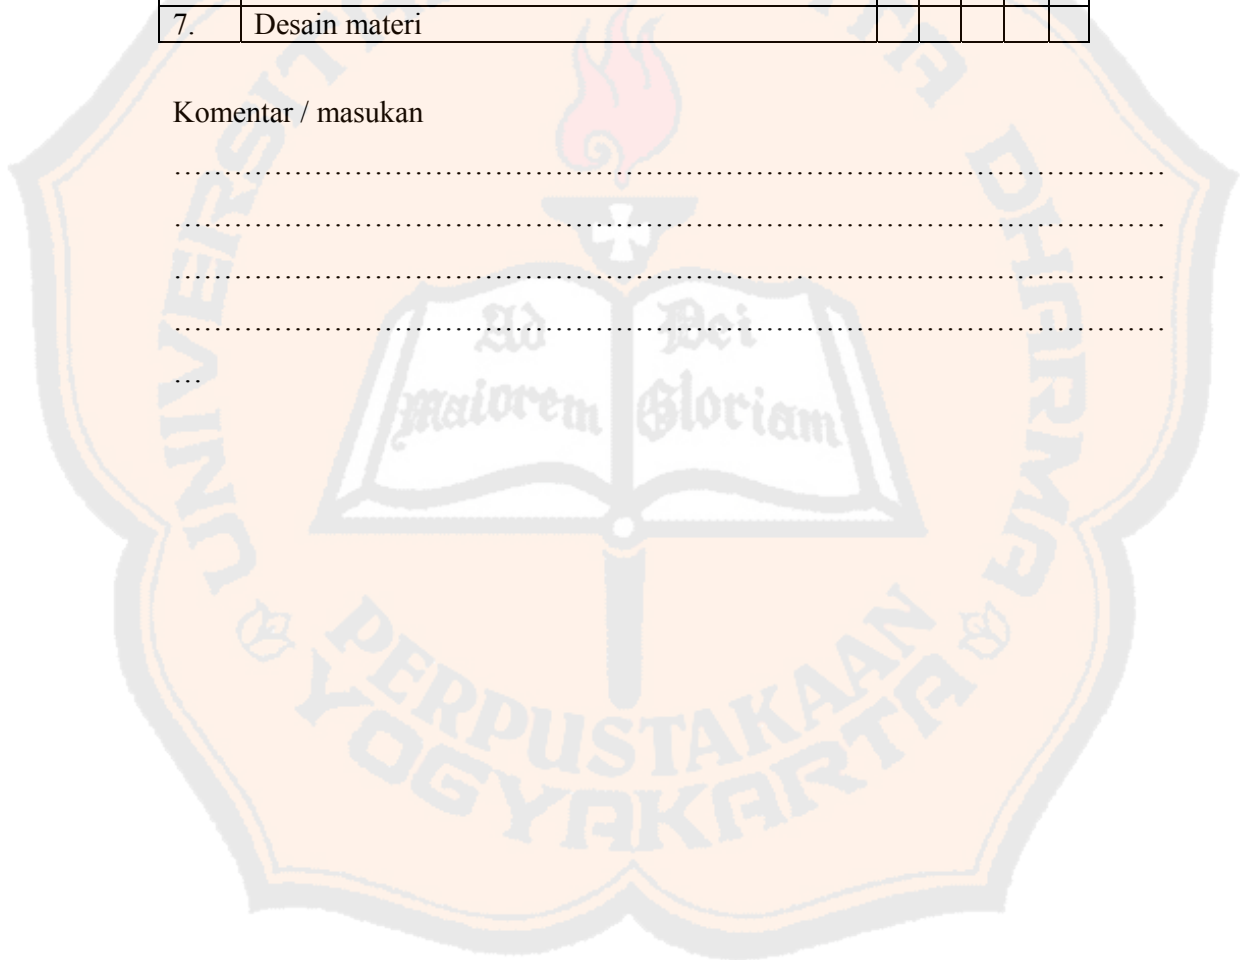 7. Desain materi
Komentar / masukan
……………………………………………………………………………………
……………………………………………………………………………………
……………………………………………………………………………………
……………………………………………………………………………………
…
Ad Dei
maiorem Gloriam
UNIVERSITAS SANATA DHARMA
PERPUSTAKAAN
YOGYAKARTA